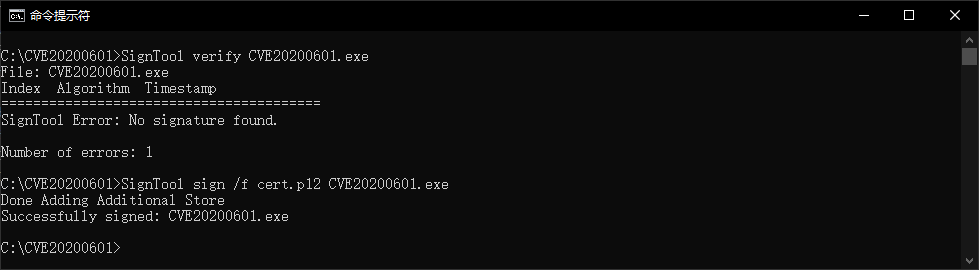 命令提示符
C:\CVE20200601>SignTool verify CVE20200601.exe
File: CVE20200601.exe
Index  Algorithm  Timestamp
========================================
SignTool Error: No signature found.
Number of errors: 1
C:\CVE20200601>SignTool sign /f cert.p12 CVE20200601.exe
Done Adding Additional Store
Successfully signed: CVE20200601.exe
C:\CVE20200601>